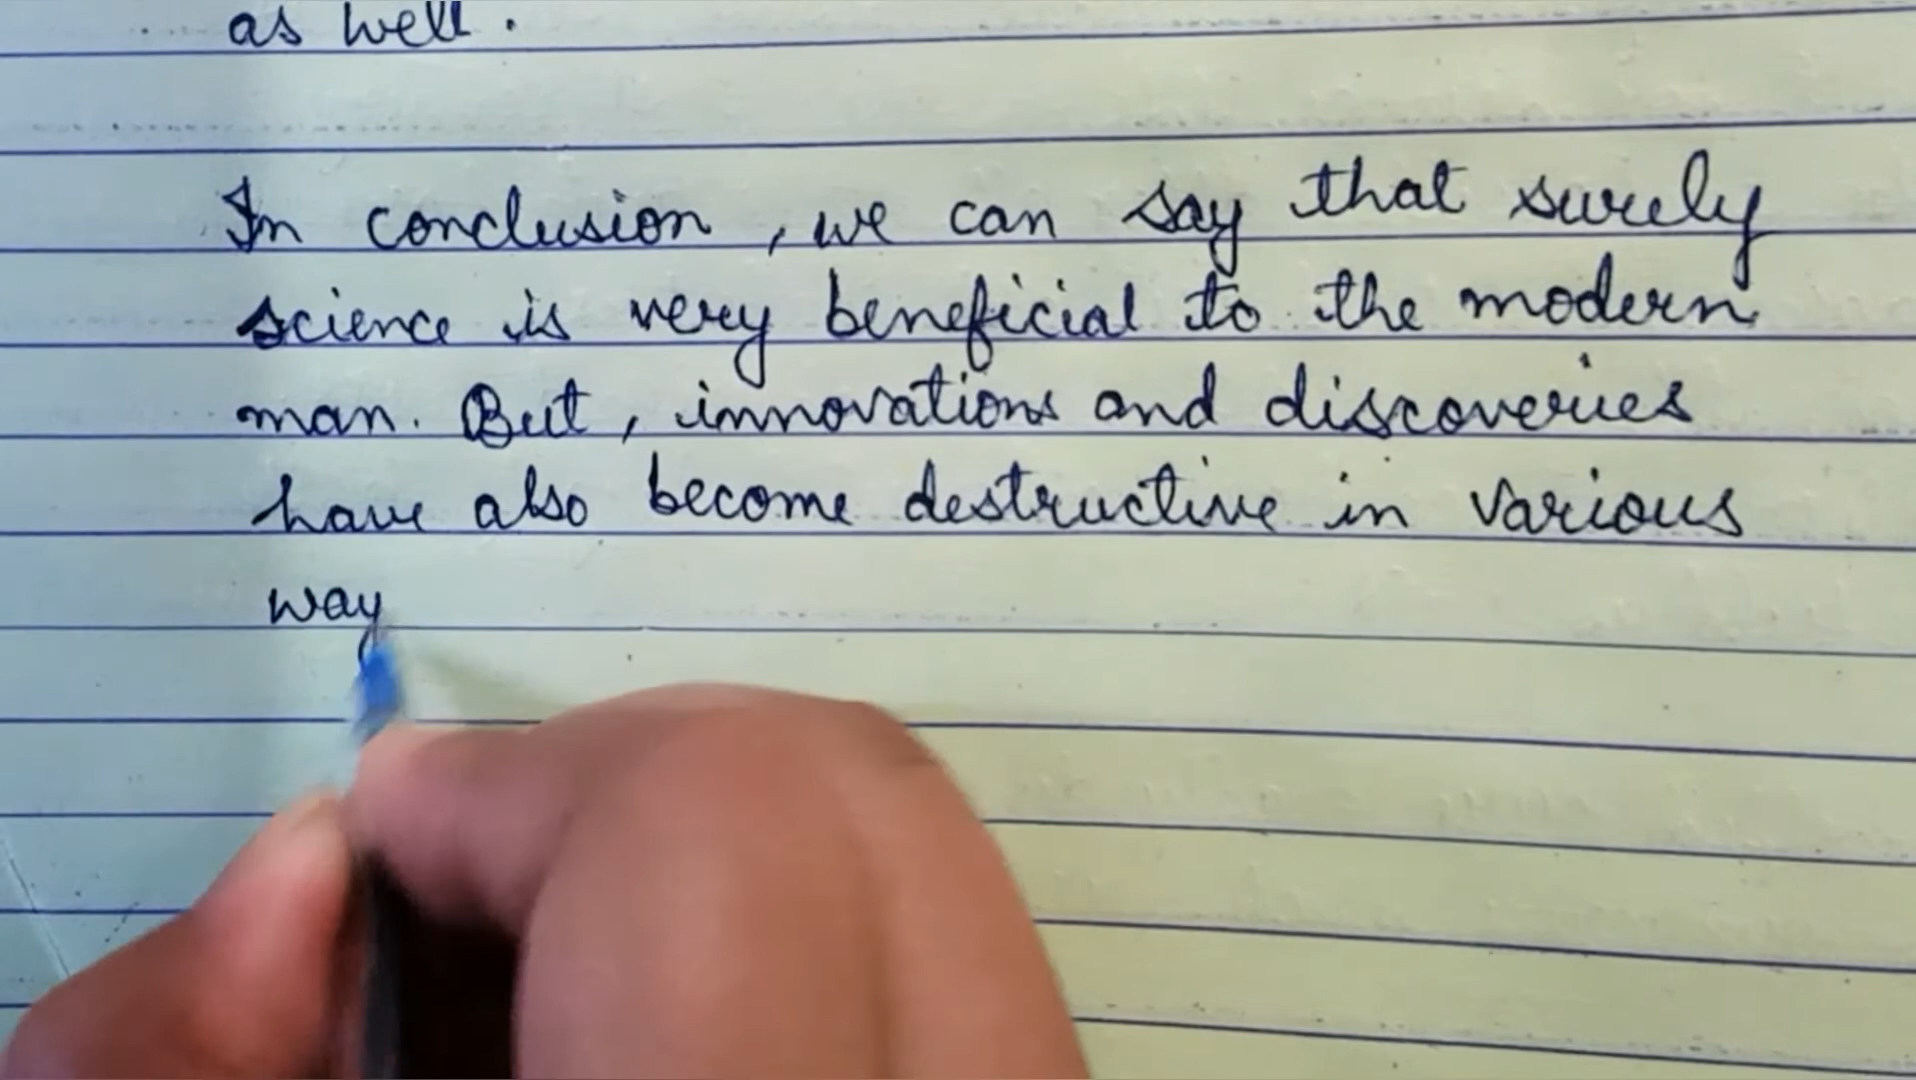 as well.
In conclusion, we can say that surely
science is very beneficial to the modern
man. But, innovations and discoveries
have also become destructive in various
way